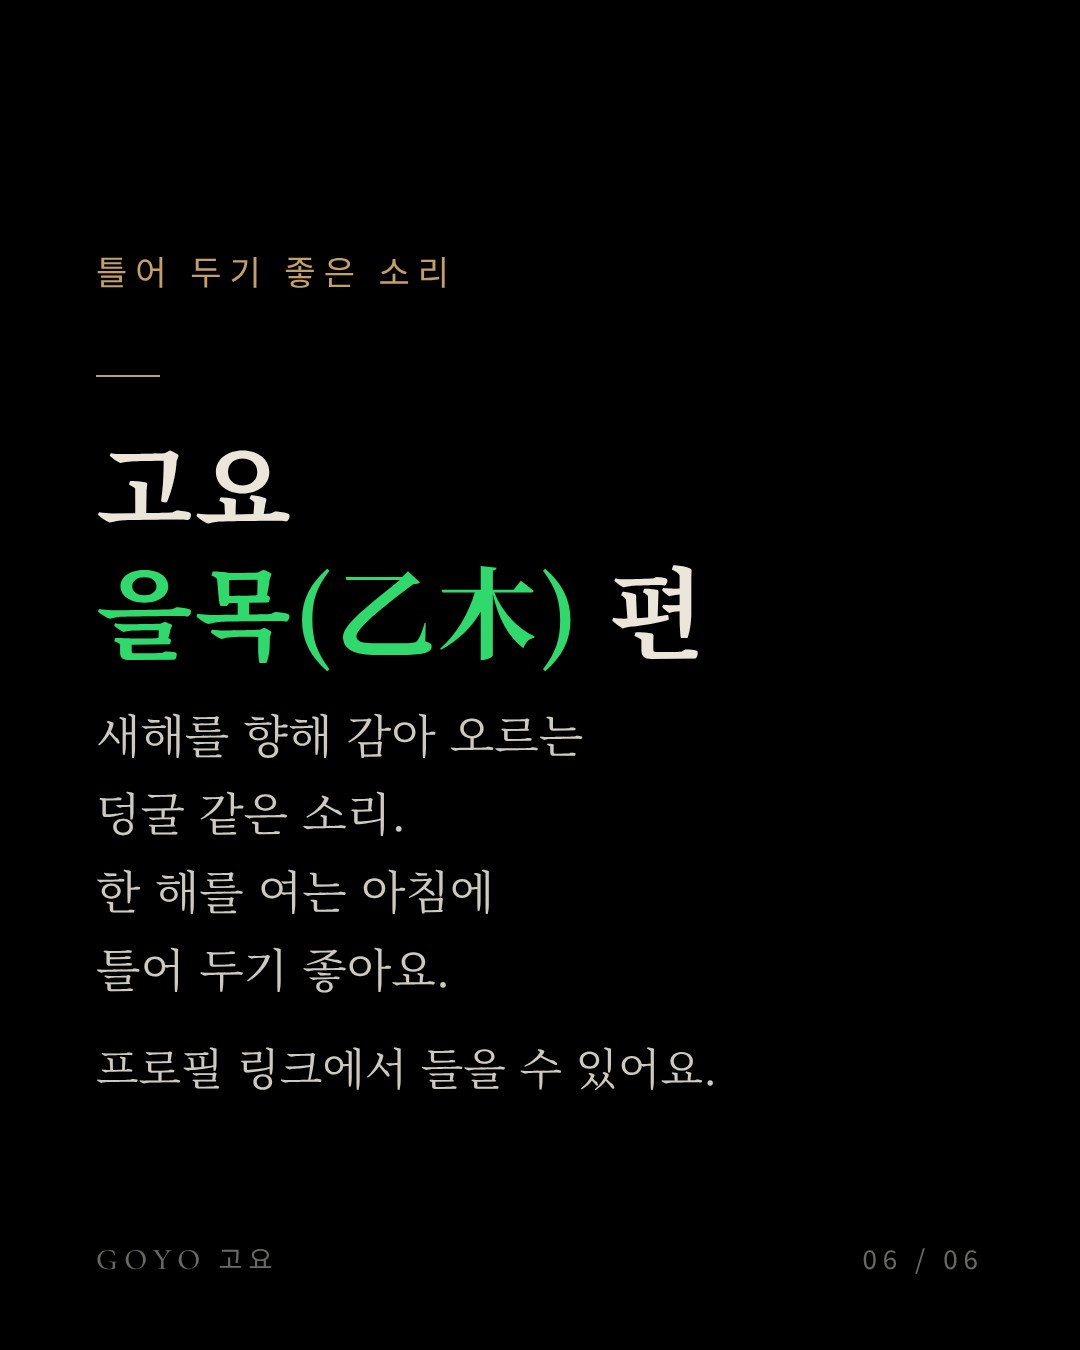 틀어 두기 좋은 소리
고요
을목(乙木) 편
새해를 향해 감아 오르는
덩굴 같은 소리.
한 해를 여는 아침에
틀어 두기 좋아요.
프로필 링크에서 들을 수 있어요.
GOYO 고요
06 / 06